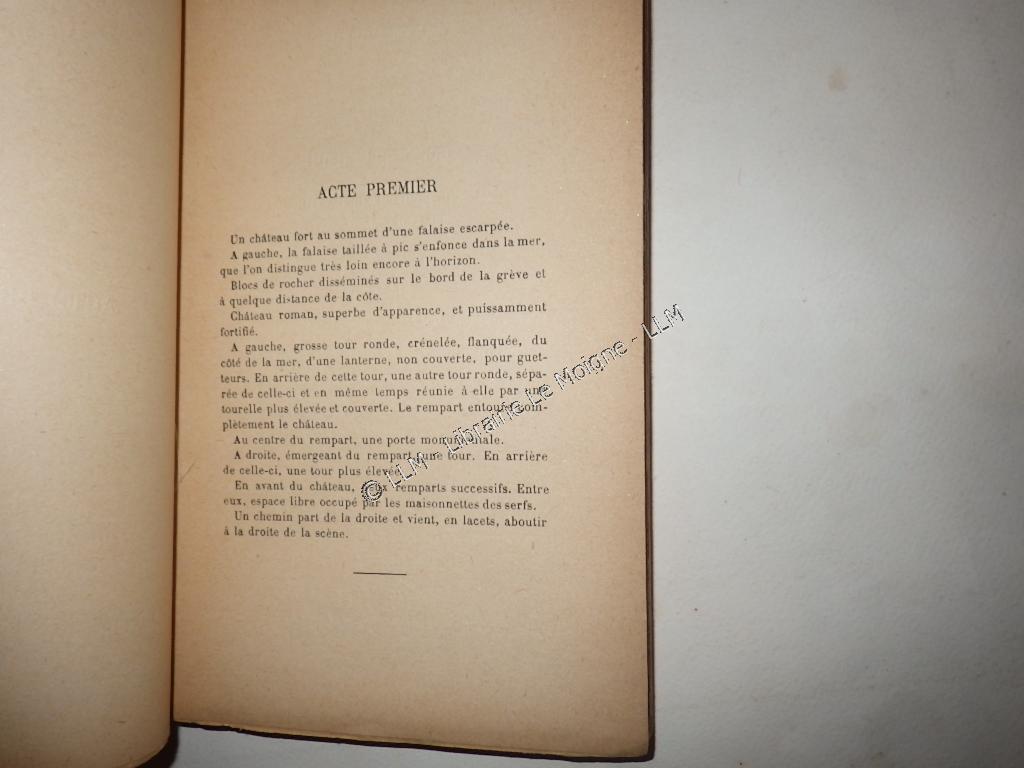 ACTE PREMIER
Un château fort au sommet d'une falaise escarpée.
A gauche, la falaise taillée à pic s'enfonce dans la mer,
que l'on distingue très loin encore à l'horizon.
Blocs de rocher disséminés sur le bord de la grève et
à quelque distance de la côte.
Château roman, superbe d'apparence, et puissamment
fortifié.
A gauche, grosse tour ronde, crénelée, flanquée, du
côté de la mer, d'une lanterne, non couverte, pour guet-
teurs. En arrière de cette tour, une autre tour ronde, sépa-
rée de celle-ci et en même temps réunie à elle par une
tourelle plus élevée et couverte. Le rempart entoure com-
plètement le château.
Au centre du rempart, une porte monumentale.
A droite, émergeant du rempart, une tour. En arrière
de celle-ci, une tour plus élevée.
En avant du château, deux remparts successifs. Entre
eux, espace libre occupé par les maisonnettes des serfs.
Un chemin part de la droite et vient, en lacets, aboutir
à la droite de la scène.
© LLM - Librairie Le Moigne - LLM